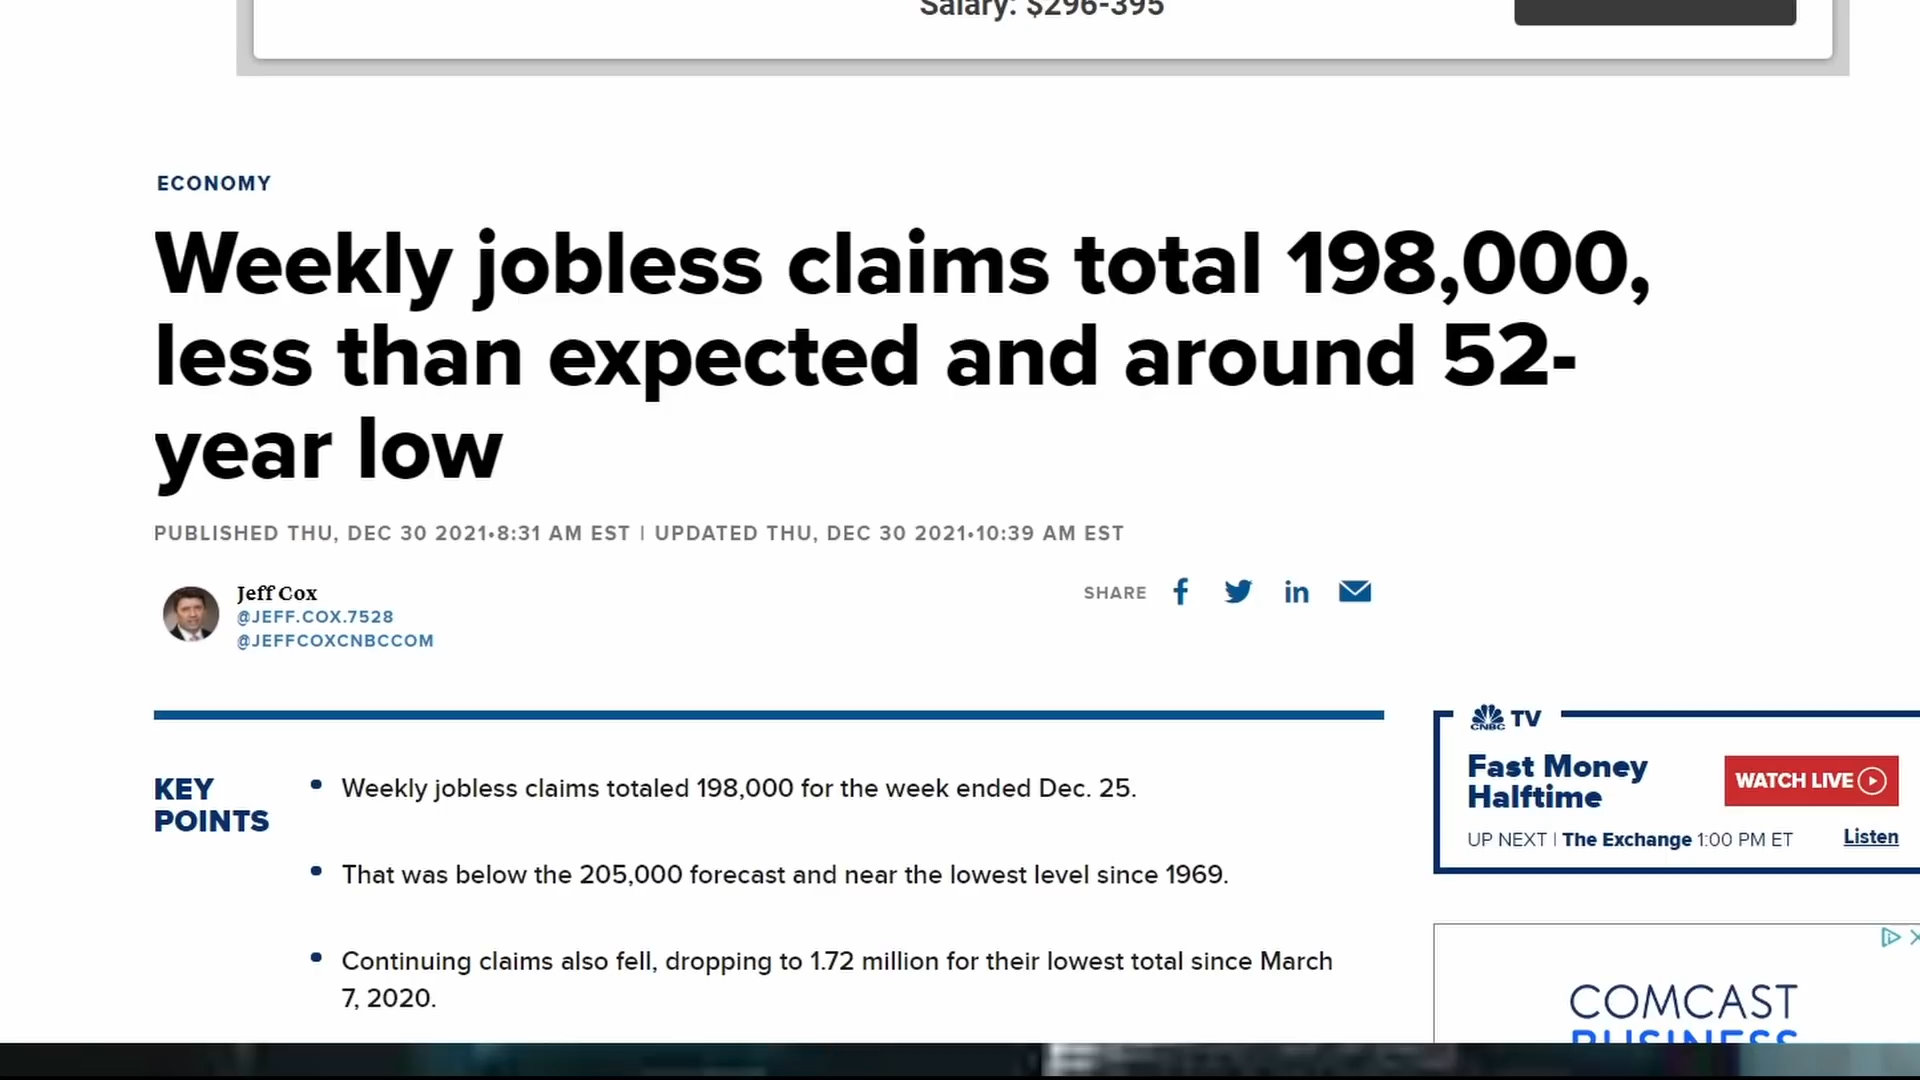 Salary: $296-395
ECONOMY
Weekly jobless claims total 198,000,
less than expected and around 52-
year low
PUBLISHED THU, DEC 30 2021•8:31 AM EST | UPDATED THU, DEC 30 2021•10:39 AM EST
Jeff Cox
@JEFF.COX.7528
@JEFFCOXCNBCCOM
SHARE
KEY
POINTS
• Weekly jobless claims totaled 198,000 for the week ended Dec. 25.
• That was below the 205,000 forecast and near the lowest level since 1969.
• Continuing claims also fell, dropping to 1.72 million for their lowest total since March
7, 2020.
CNBC TV
Fast Money
Halftime
WATCH LIVE
UP NEXT | The Exchange 1:00 PM ET
Listen
COMCAST
BUSINESS